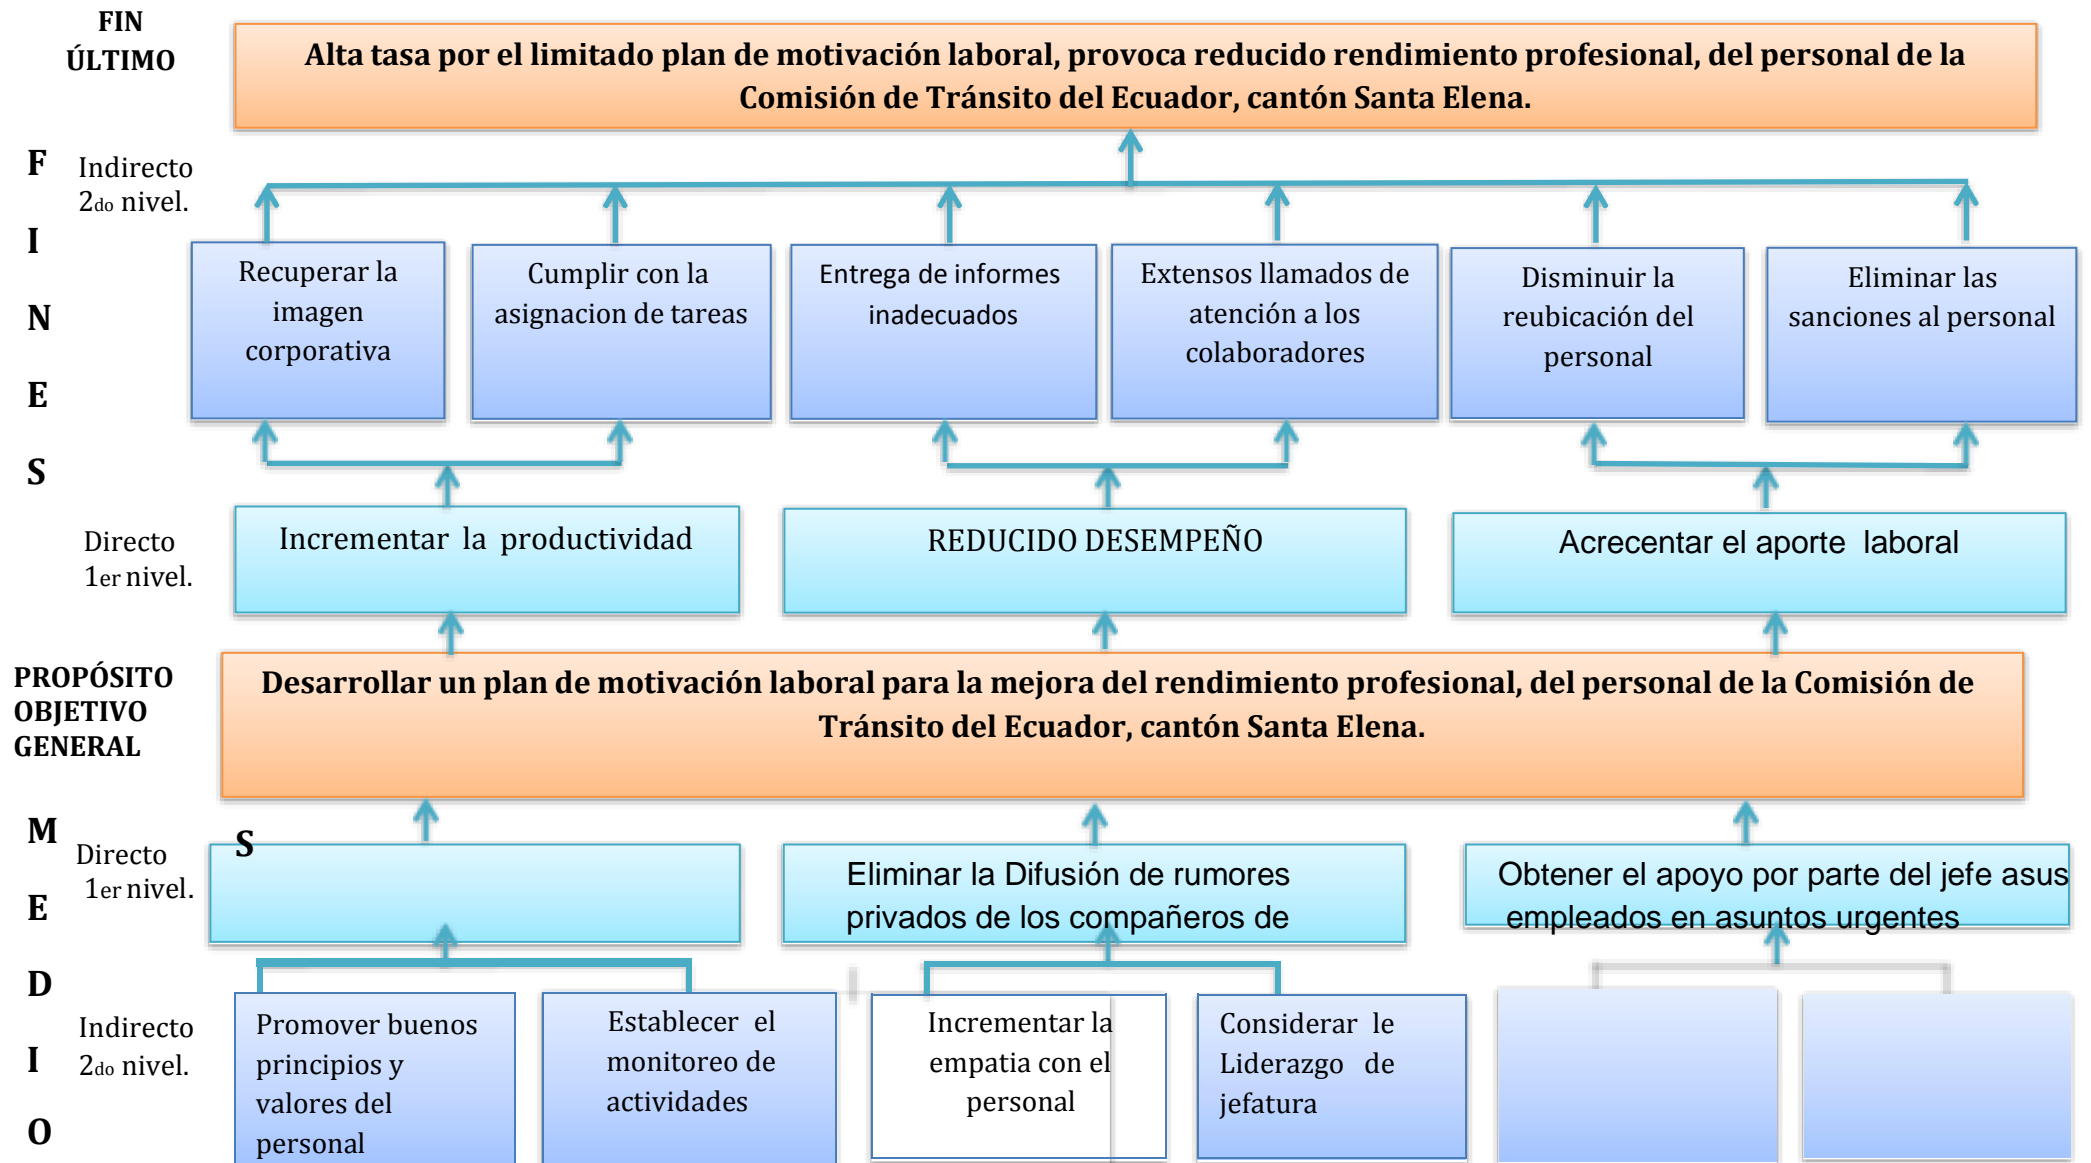 FIN
ÚLTIMO
Alta tasa por el limitado plan de motivación laboral, provoca reducido rendimiento profesional, del personal de la
Comisión de Tránsito del Ecuador, cantón Santa Elena.
F
I
N
E
S
Indirecto
2do nivel.
Recuperar la
imagen
corporativa
Cumplir con la
asignacion de tareas
Entrega de informes
inadecuados
Extensos llamados de
atención a los
colaboradores
Disminuir la
reubicación del
personal
Eliminar las
sanciones al personal
Directo
1er nivel.
Incrementar la productividad
REDUCIDO DESEMPEÑO
Acrecentar el aporte laboral
PROPÓSITO
OBJETIVO
GENERAL
Desarrollar un plan de motivación laboral para la mejora del rendimiento profesional, del personal de la Comisión de
Tránsito del Ecuador, cantón Santa Elena.
M
E
D
I
O
S
Directo
1er nivel.
Eliminar la Difusión de rumores
privados de los compañeros de
Obtener el apoyo por parte del jefe asus
empleados en asuntos urgentes
Indirecto
2do nivel.
Promover buenos
principios y
valores del
personal
Establecer el
monitoreo de
actividades
Incrementar la
empatia con el
personal
Considerar le
Liderazgo de
jefatura